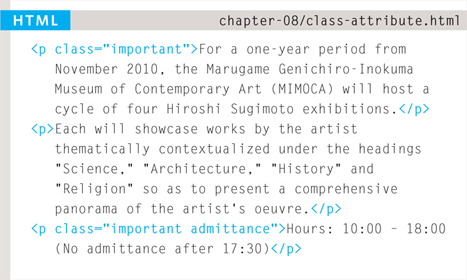 HTML chapter-08/class-attribute.html
<p class="important">For a one-year period from
November 2010, the Marugame Genichiro-Inokuma
Museum of Contemporary Art (MIMOCA) will host a
cycle of four Hiroshi Sugimoto exhibitions.</p>
<p>Each will showcase works by the artist
thematically contextualized under the headings
"Science," "Architecture," "History" and
"Religion" so as to present a comprehensive
panorama of the artist's oeuvre.</p>
<p class="important admittance">Hours: 10:00 – 18:00
(No admittance after 17:30)</p>